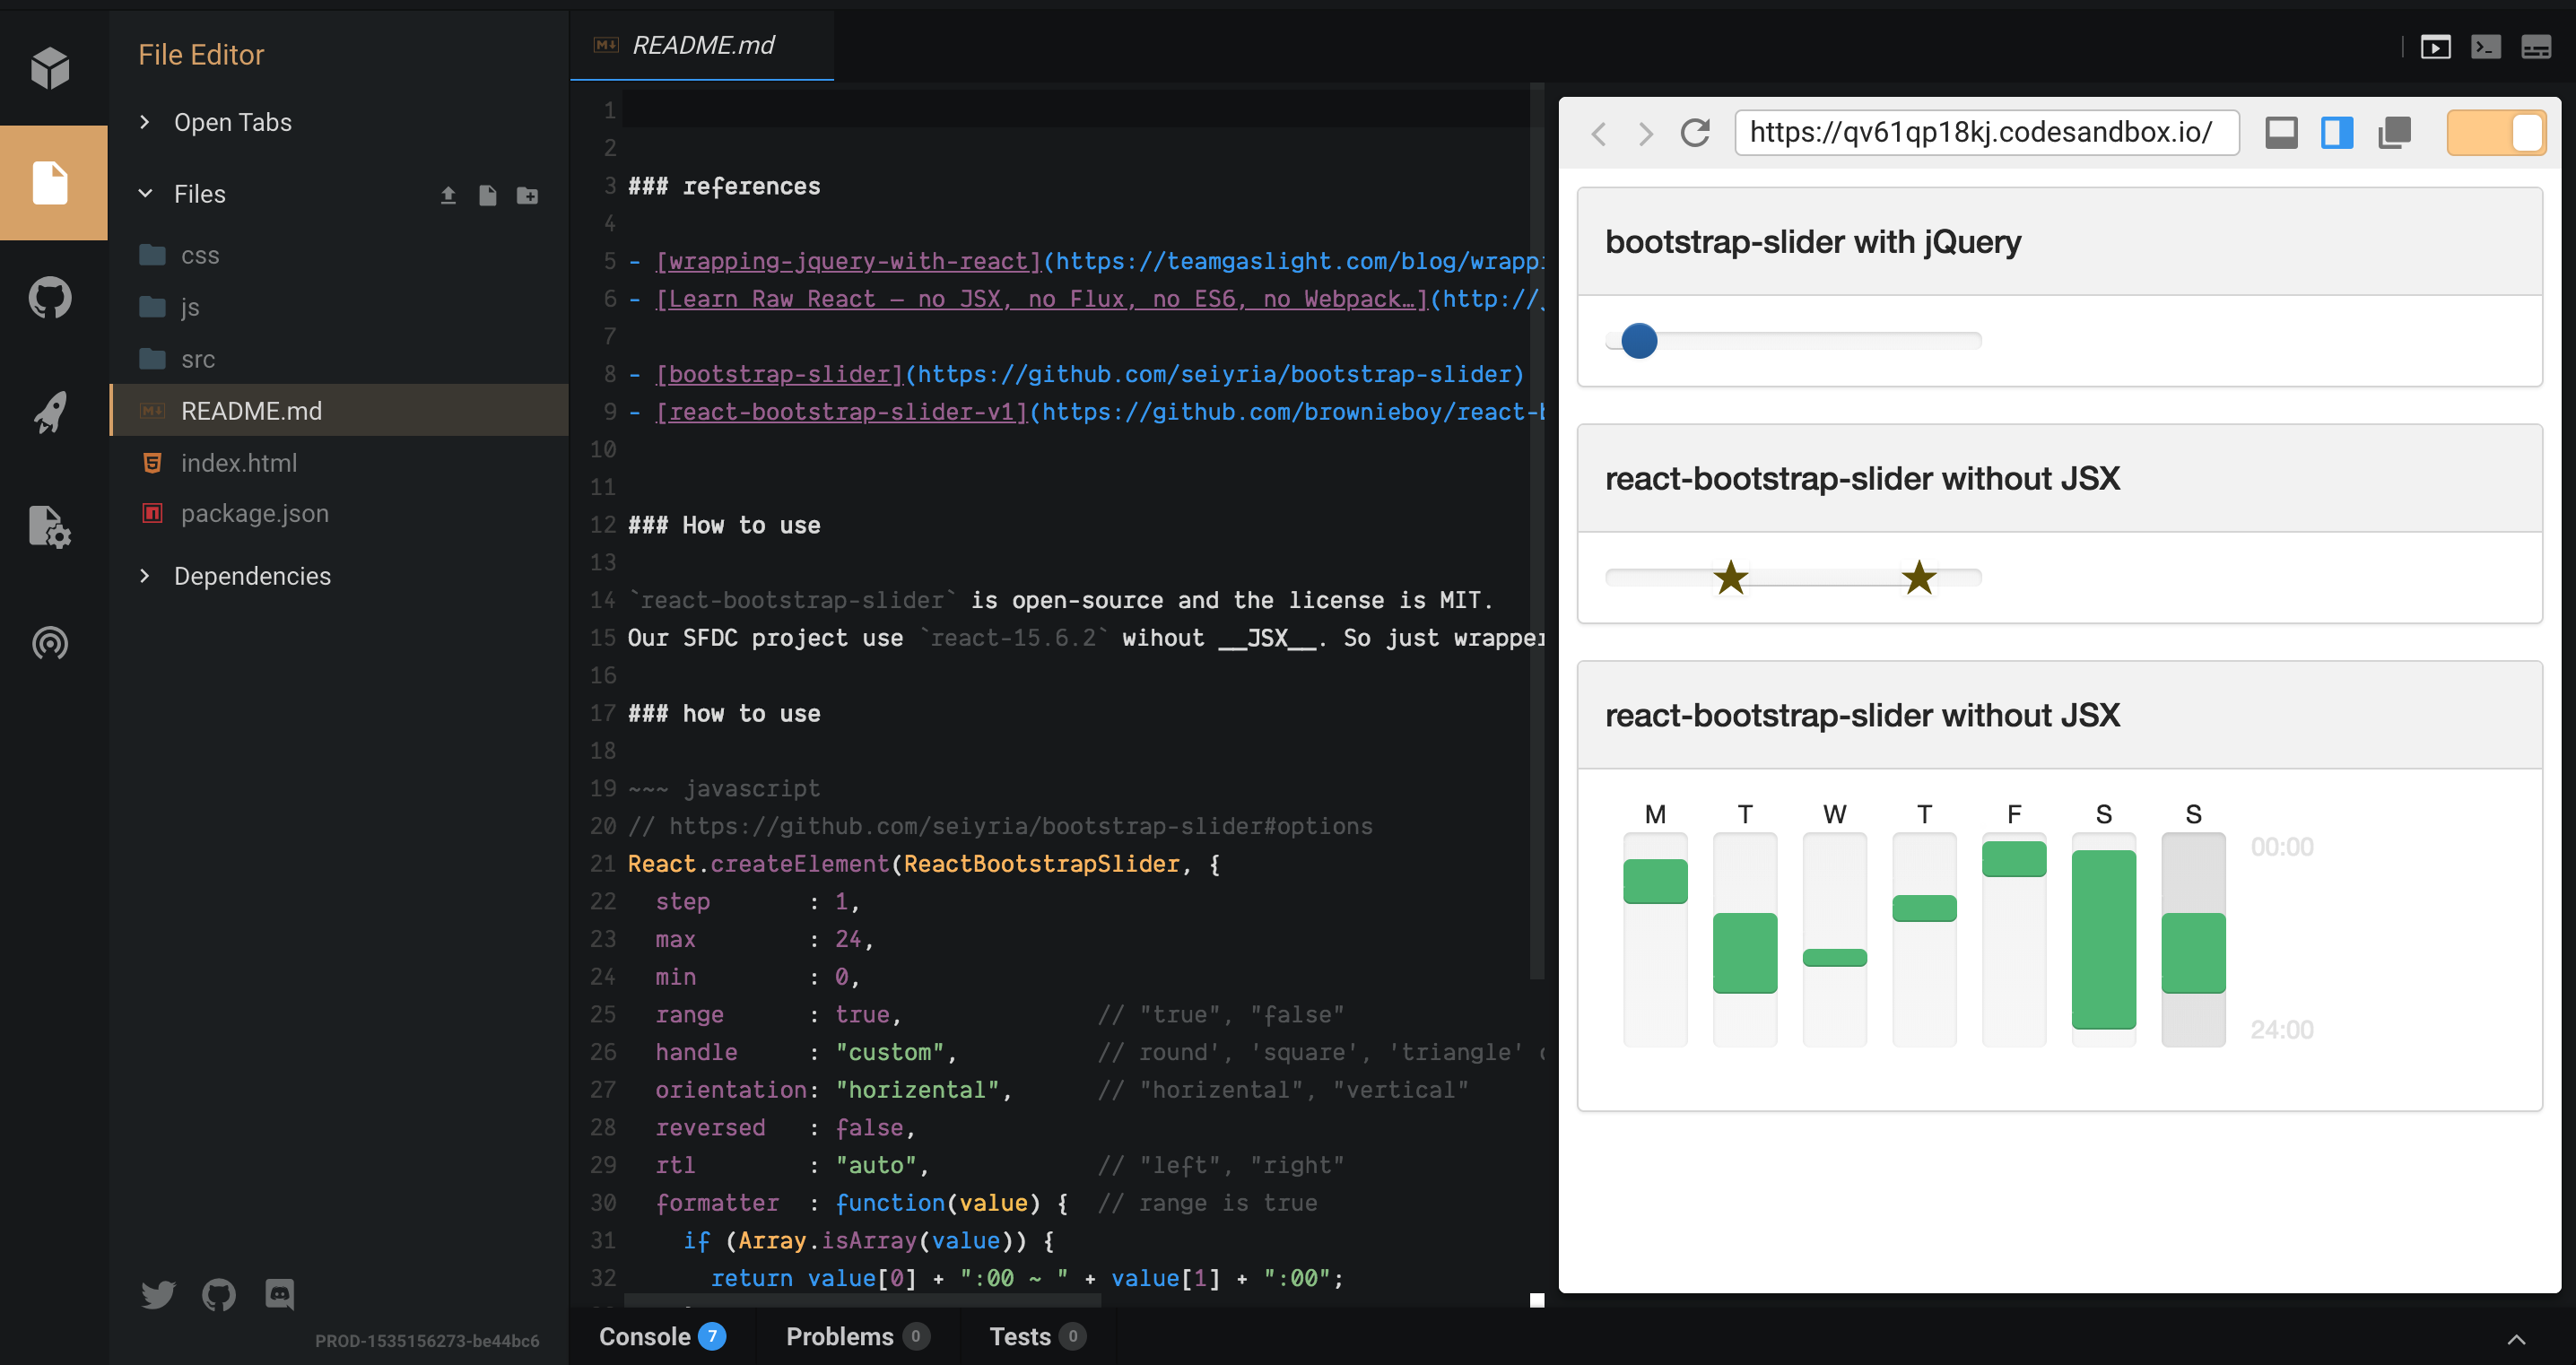 File Editor
Open Tabs
Files
css
js
src
README.md
index.html
package.json
Dependencies
PROD-1535156273-be44bc6
README.md
1
2
3 ### references
4
5 - [wrapping-jquery-with-react](https://teamgaslight.com/blog/wrappi
6 - [Learn Raw React — no JSX, no Flux, no ES6, no Webpack…](http://
7
8 - [bootstrap-slider](https://github.com/seiyria/bootstrap-slider)
9 - [react-bootstrap-slider-v1](https://github.com/brownieboy/react-b
10
11
12 ### How to use
13
14 `react-bootstrap-slider` is open-source and the license is MIT.
15 Our SFDC project use `react-15.6.2` wihout __JSX__. So just wrapper
16
17 ### how to use
18
19 ~~~ javascript
20 // https://github.com/seiyria/bootstrap-slider#options
21 React.createElement(ReactBootstrapSlider, {
22 step : 1,
23 max : 24,
24 min : 0,
25 range : true, // "true", "false"
26 handle : "custom", // round', 'square', 'triangle'
27 orientation: "horizental", // "horizental", "vertical"
28 reversed : false,
29 rtl : "auto", // "left", "right"
30 formatter : function(value) { // range is true
31 if (Array.isArray(value)) {
32 return value[0] + ":00 ~ " + value[1] + ":00";
Console 7
Problems 0
Tests 0
https://qv61qp18kj.codesandbox.io/
bootstrap-slider with jQuery
react-bootstrap-slider without JSX
react-bootstrap-slider without JSX
M T W T F S S
00:00
24:00